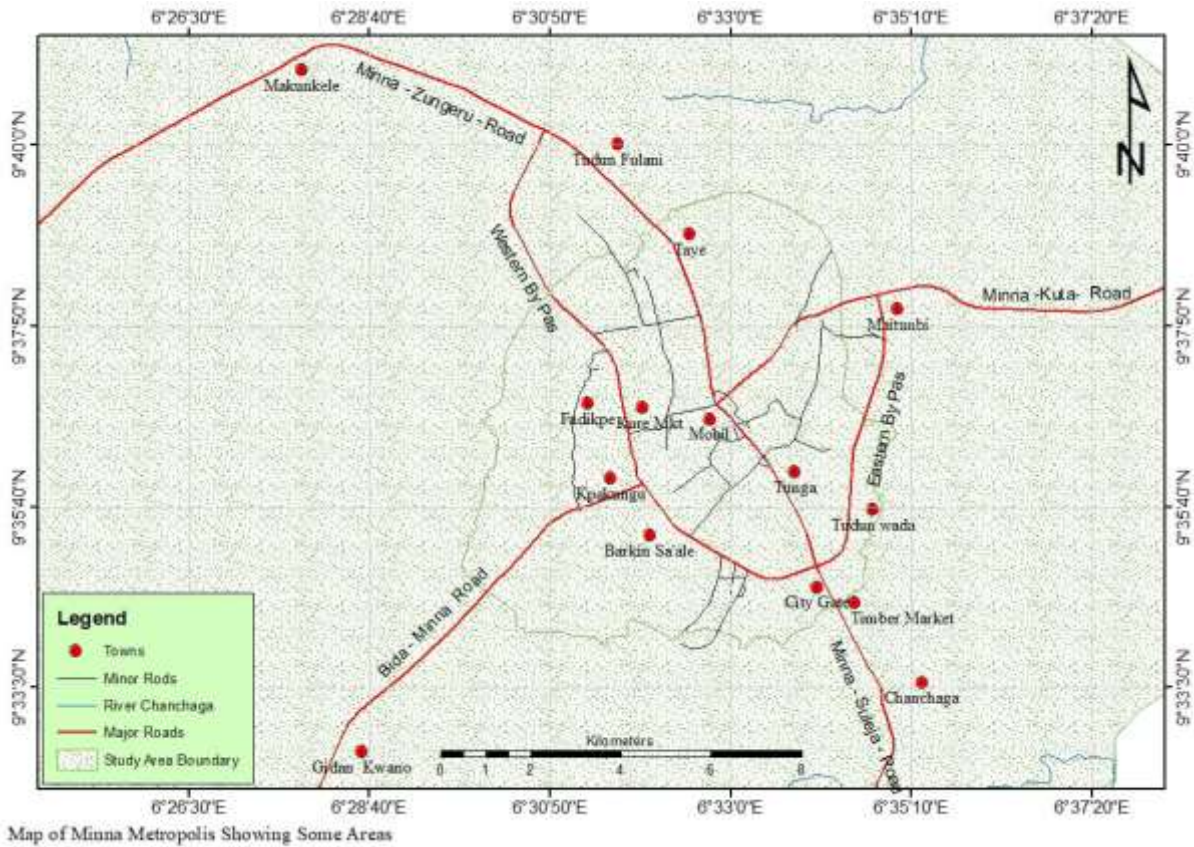 6°26'30"E 6°28'40"E 6°30'50"E 6°33'0"E 6°35'10"E 6°37'20"E
Makunkele
Minna - Zungeru - Road
9°40'0"N
Tudun Fulani
9°40'0"N
N
Taye
Western By Pas
Minna -Kuta- Road
Maitunbi
9°37'50"N
9°37'50"N
Fadikpe
Kure Mkt
Mobil
Eastern By Pas
Kpakungu
Tunga
9°35'40"N
9°35'40"N
Tudun wada
Barkin Sa'ale
Bida - Minna Road
City Gate
Timber Market
Minna - Suleja - Road
Chanchaga
9°33'30"N
9°33'30"N
Legend
Towns
Minor Rods
River Chanchaga
Major Roads
Study Area Boundary
Gidan Kwano
Kilometers
0 1 2 4 6 8
6°26'30"E 6°28'40"E 6°30'50"E 6°33'0"E 6°35'10"E 6°37'20"E
Map of Minna Metropolis Showing Some Areas